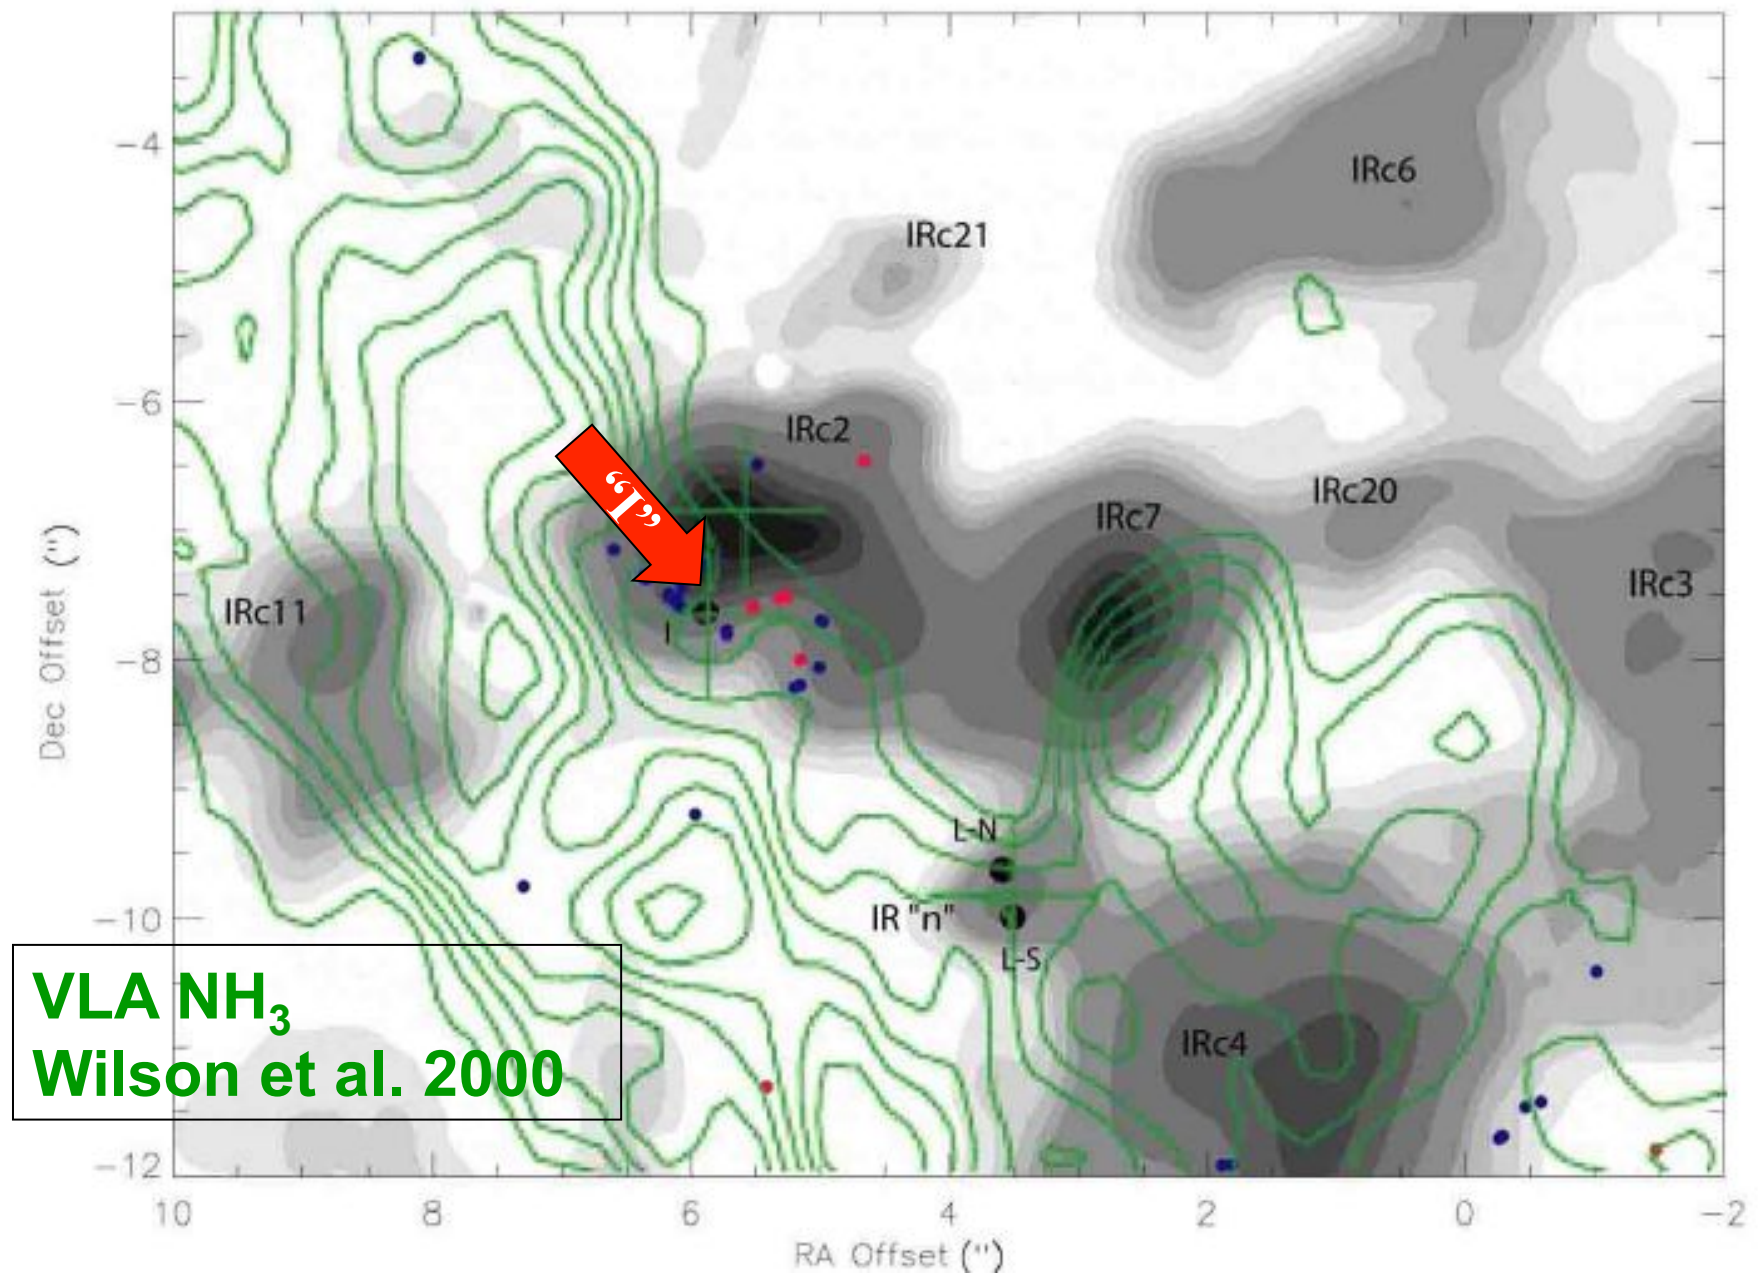 −4
IRc6
IRc21
−6
IRc2
"I"
IRc20
IRc7
IRc3
IRc11
I
−8
L-N
−10
IR "n"
L-S
VLA NH₃
Wilson et al. 2000
IRc4
−12
10 8 6 4 2 0 −2
RA Offset (")
Dec Offset (")